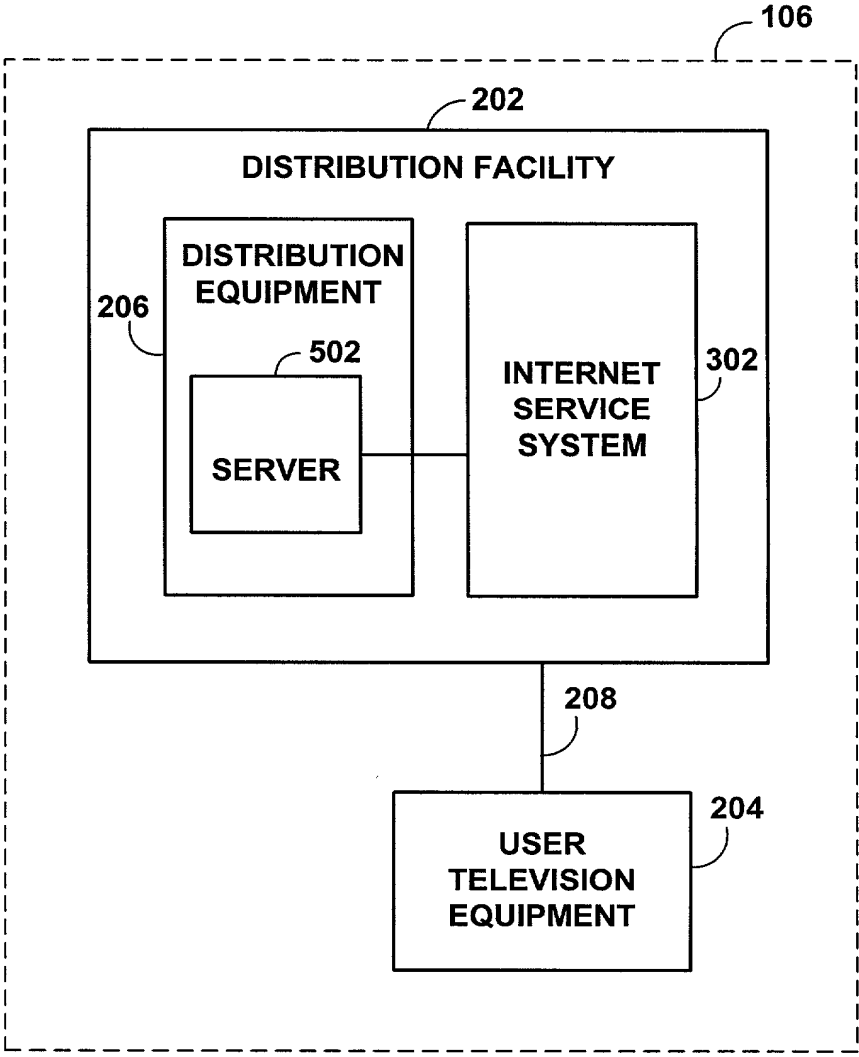 106
202
DISTRIBUTION FACILITY
DISTRIBUTION
EQUIPMENT
206
502
SERVER
INTERNET
SERVICE
SYSTEM
302
208
204
USER
TELEVISION
EQUIPMENT